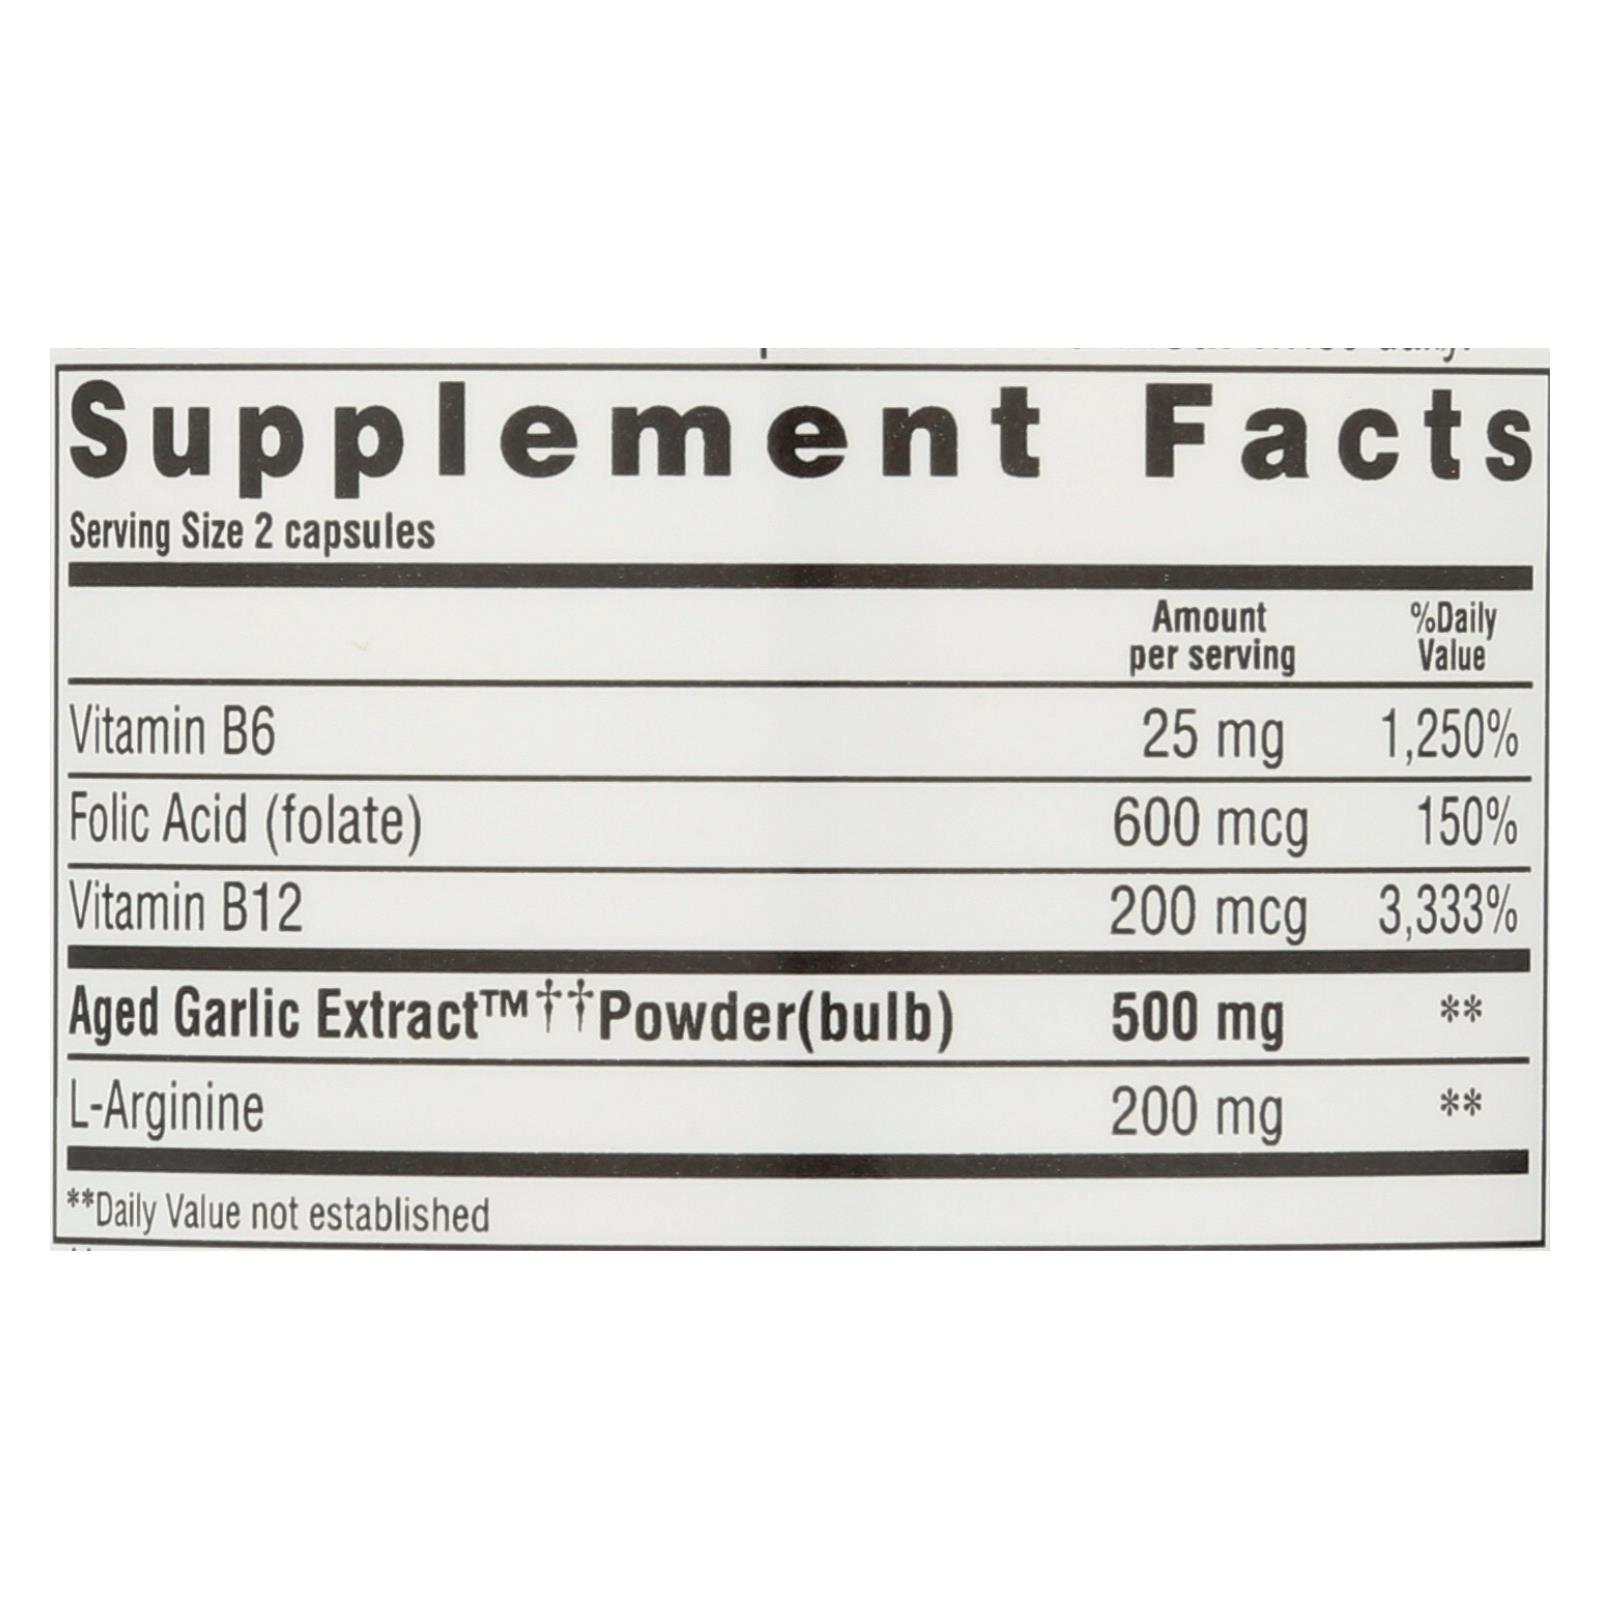 daily.
Supplement Facts
Serving Size 2 capsules
Amount per serving %Daily Value
Vitamin B6 25 mg 1,250%
Folic Acid (folate) 600 mcg 150%
Vitamin B12 200 mcg 3,333%
Aged Garlic Extract™††Powder(bulb) 500 mg **
L-Arginine 200 mg **
**Daily Value not established